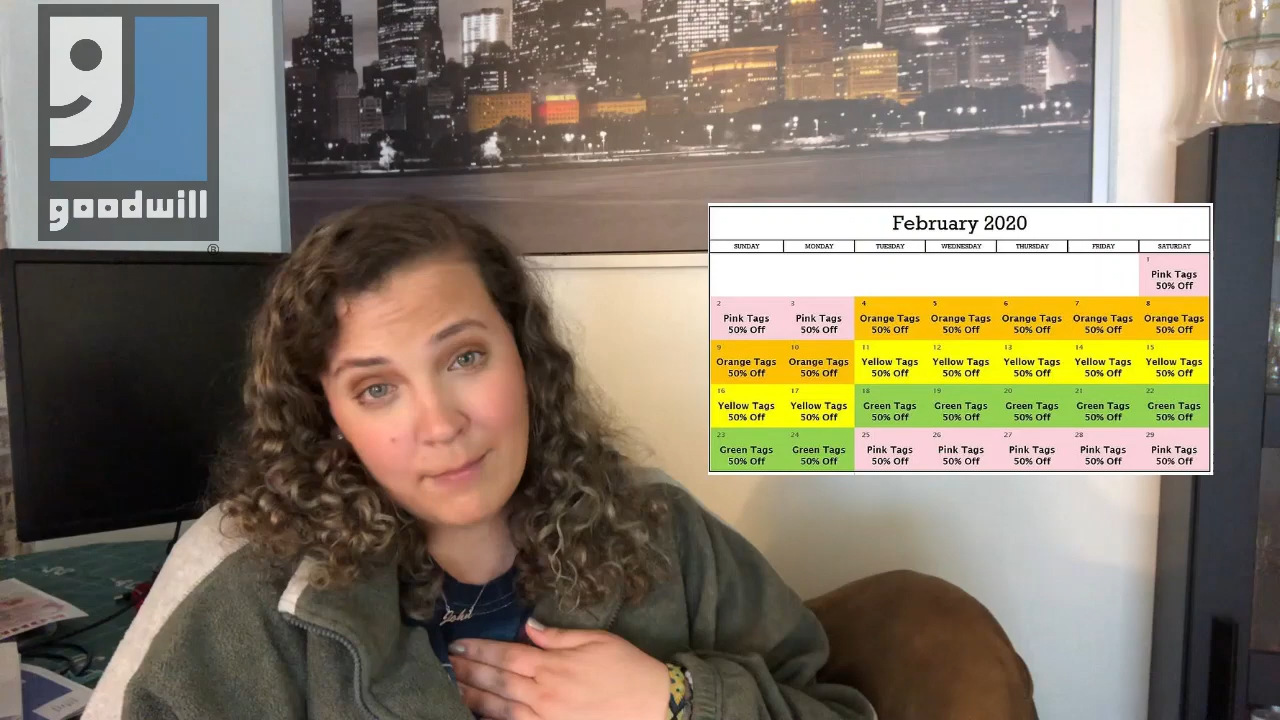 goodwill
®
February 2020
SUNDAY MONDAY TUESDAY WEDNESDAY THURSDAY FRIDAY SATURDAY
1
Pink Tags
50% Off
2 3 4 5 6 7 8
Pink Tags Pink Tags Orange Tags Orange Tags Orange Tags Orange Tags Orange Tags
50% Off 50% Off 50% Off 50% Off 50% Off 50% Off 50% Off
9 10 11 12 13 14 15
Orange Tags Orange Tags Yellow Tags Yellow Tags Yellow Tags Yellow Tags Yellow Tags
50% Off 50% Off 50% Off 50% Off 50% Off 50% Off 50% Off
16 17 18 19 20 21 22
Yellow Tags Yellow Tags Green Tags Green Tags Green Tags Green Tags Green Tags
50% Off 50% Off 50% Off 50% Off 50% Off 50% Off 50% Off
23 24 25 26 27 28 29
Green Tags Green Tags Pink Tags Pink Tags Pink Tags Pink Tags Pink Tags
50% Off 50% Off 50% Off 50% Off 50% Off 50% Off 50% Off